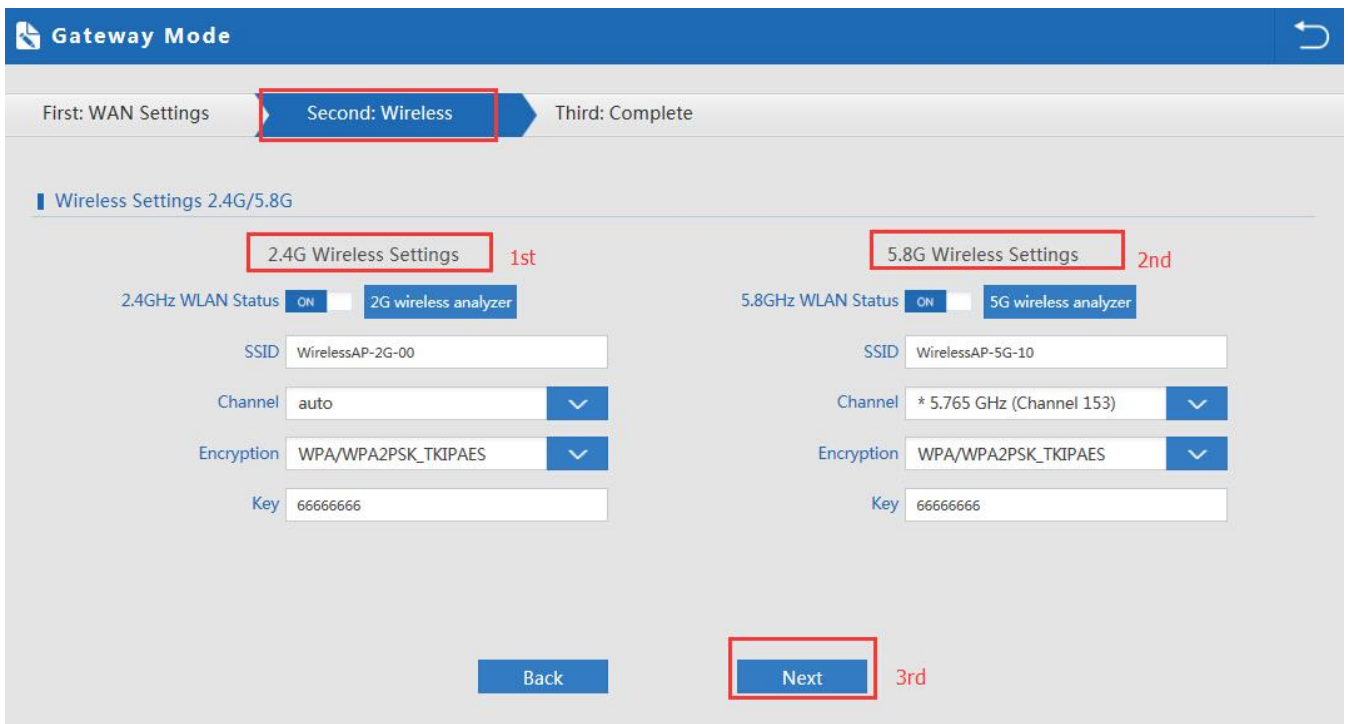 Gateway Mode
First: WAN Settings Second: Wireless Third: Complete
Wireless Settings 2.4G/5.8G
2.4G Wireless Settings 1st
2.4GHz WLAN Status ON 2G wireless analyzer
SSID WirelessAP-2G-00
Channel auto
Encryption WPA/WPA2PSK_TKIPAES
Key 66666666
5.8G Wireless Settings 2nd
5.8GHz WLAN Status ON 5G wireless analyzer
SSID WirelessAP-5G-10
Channel * 5.765 GHz (Channel 153)
Encryption WPA/WPA2PSK_TKIPAES
Key 66666666
Back Next 3rd